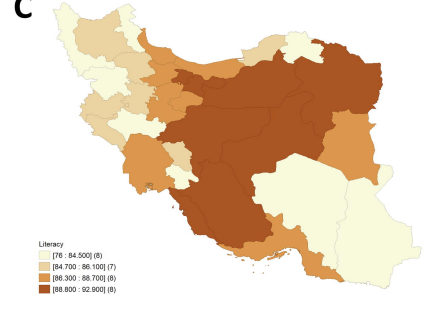 C
Literacy
[76 : 84.500] (8)
[84.700 : 86.100] (7)
[86.300 : 88.700] (8)
[88.800 : 92.900] (8)